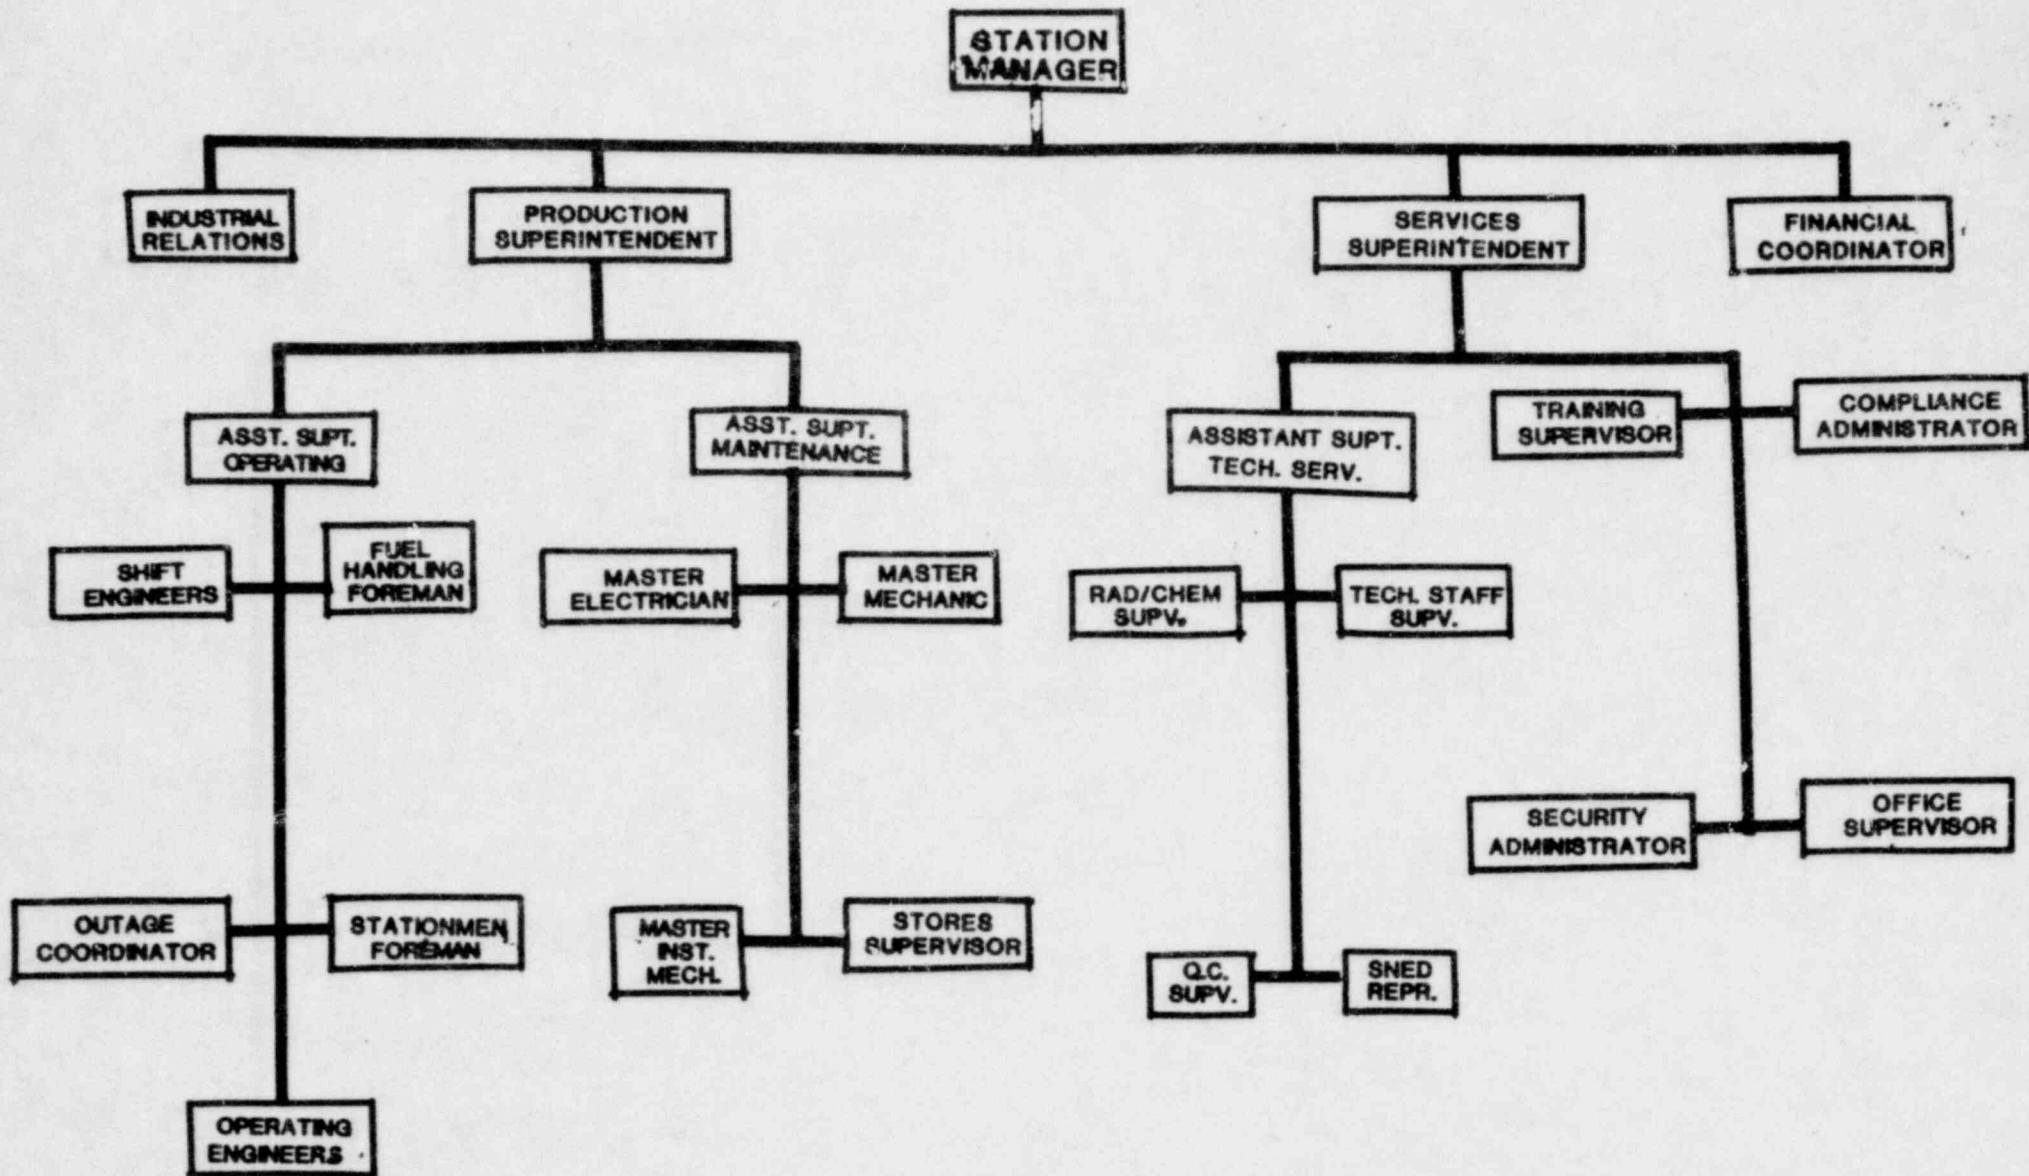 STATION
MANAGER
INDUSTRIAL
RELATIONS
PRODUCTION
SUPERINTENDENT
SERVICES
SUPERINTENDENT
FINANCIAL
COORDINATOR
ASST. SUPT.
OPERATING
ASST. SUPT.
MAINTENANCE
ASSISTANT SUPT.
TECH. SERV.
TRAINING
SUPERVISOR
COMPLIANCE
ADMINISTRATOR
SHIFT
ENGINEERS
FUEL
HANDLING
FOREMAN
MASTER
ELECTRICIAN
MASTER
MECHANIC
RAD/CHEM
SUPV.
TECH. STAFF
SUPV.
SECURITY
ADMINISTRATOR
OFFICE
SUPERVISOR
OUTAGE
COORDINATOR
STATIONMEN
FOREMAN
MASTER
INST.
MECH.
STORES
SUPERVISOR
Q.C.
SUPV.
SNED
REPR.
OPERATING
ENGINEERS